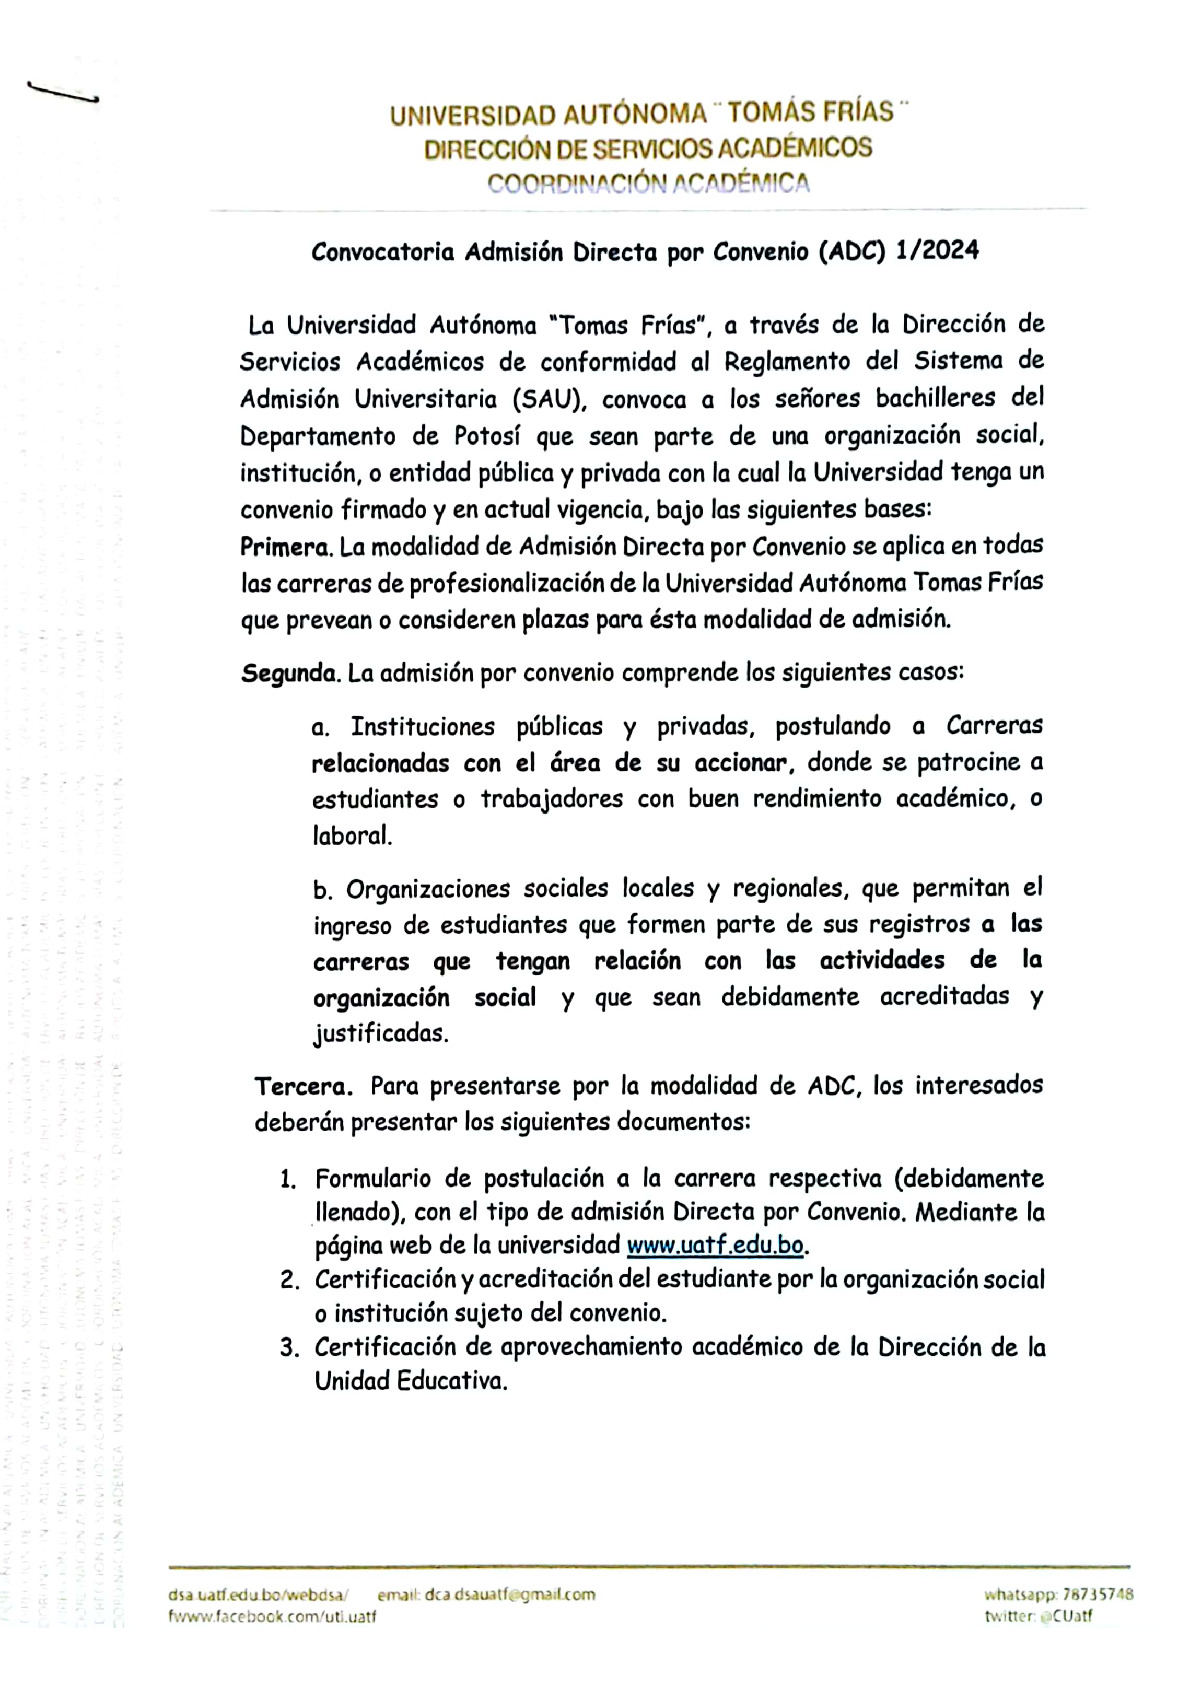 UNIVERSIDAD AUTÓNOMA ¨ TOMÁS FRÍAS ¨
DIRECCIÓN DE SERVICIOS ACADÉMICOS
COORDINACIÓN ACADÉMICA
Convocatoria Admisión Directa por Convenio (ADC) 1/2024
La Universidad Autónoma "Tomas Frías", a través de la Dirección de
Servicios Académicos de conformidad al Reglamento del Sistema de
Admisión Universitaria (SAU), convoca a los señores bachilleres del
Departamento de Potosí que sean parte de una organización social,
institución, o entidad pública y privada con la cual la Universidad tenga un
convenio firmado y en actual vigencia, bajo las siguientes bases:
Primera. La modalidad de Admisión Directa por Convenio se aplica en todas
las carreras de profesionalización de la Universidad Autónoma Tomas Frías
que prevean o consideren plazas para ésta modalidad de admisión.
Segunda. La admisión por convenio comprende los siguientes casos:
a. Instituciones públicas y privadas, postulando a Carreras
relacionadas con el área de su accionar, donde se patrocine a
estudiantes o trabajadores con buen rendimiento académico, o
laboral.
b. Organizaciones sociales locales y regionales, que permitan el
ingreso de estudiantes que formen parte de sus registros a las
carreras que tengan relación con las actividades de la
organización social y que sean debidamente acreditadas y
justificadas.
Tercera. Para presentarse por la modalidad de ADC, los interesados
deberán presentar los siguientes documentos:
1. Formulario de postulación a la carrera respectiva (debidamente
llenado), con el tipo de admisión Directa por Convenio. Mediante la
página web de la universidad www.uatf.edu.bo.
2. Certificación y acreditación del estudiante por la organización social
o institución sujeto del convenio.
3. Certificación de aprovechamiento académico de la Dirección de la
Unidad Educativa.
dsa.uatf.edu.bo/webdsa/ email: dca.dsauatf@gmail.com whatsapp: 78735748
fwww.facebook.com/uti.uatf twitter: @CUatf